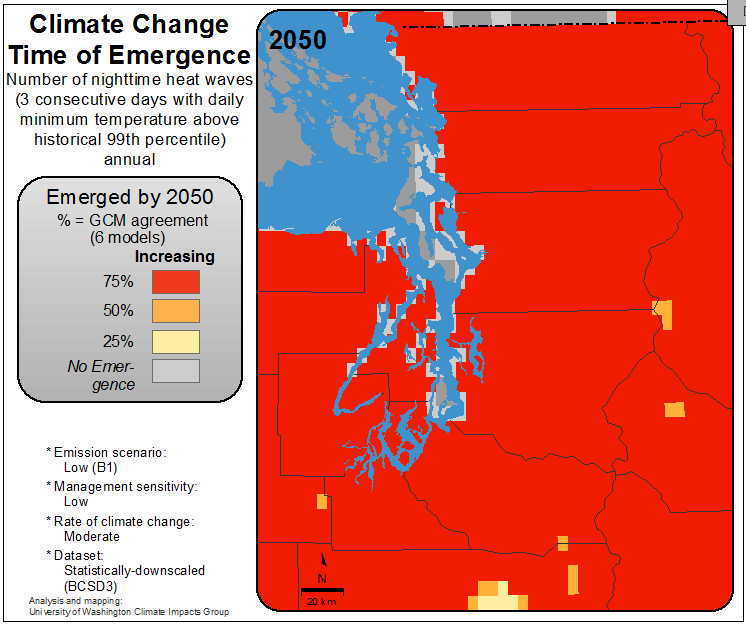 Climate Change
Time of Emergence
Number of nighttime heat waves
(3 consecutive days with daily
minimum temperature above
historical 99th percentile)
annual
Emerged by 2050
% = GCM agreement
(6 models)
Increasing
75%
50%
25%
No Emer-
gence
* Emission scenario:
Low (B1)
* Management sensitivity:
Low
* Rate of climate change:
Moderate
* Dataset:
Statistically-downscaled
(BCSD3)
Analysis and mapping:
University of Washington Climate Impacts Group
2050
N
20 km